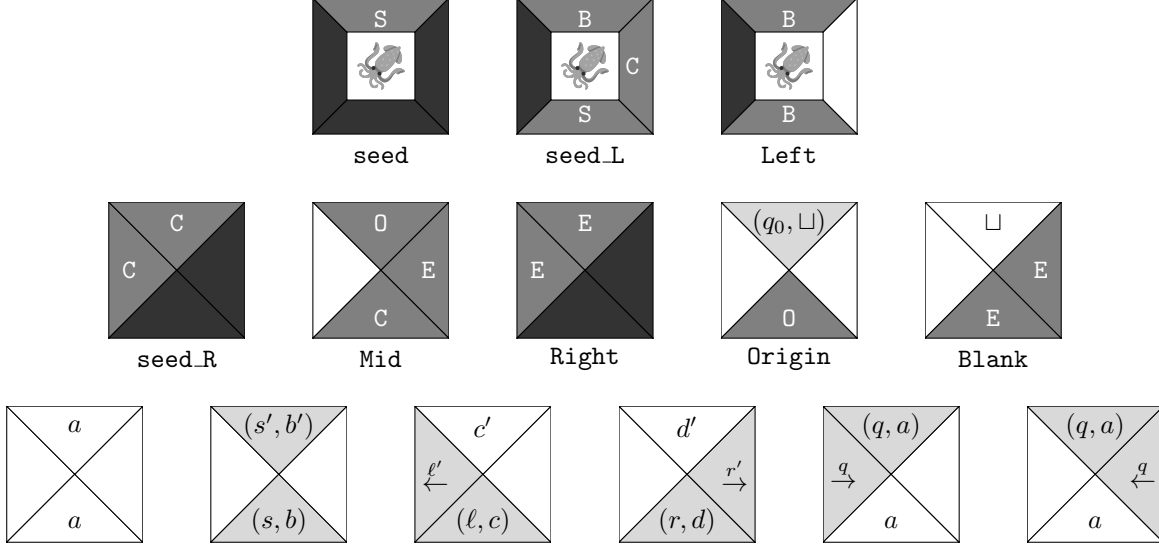 S B B
C
S B
seed seed_L Left
C O E (q₀, ⊔) ⊔
C E E E
C O E
seed_R Mid Right Origin Blank
a (s′, b′) c′ d′ (q, a) (q, a)
ℓ′ ← r′ → q → q ←
a (s, b) (ℓ, c) (r, d) a a